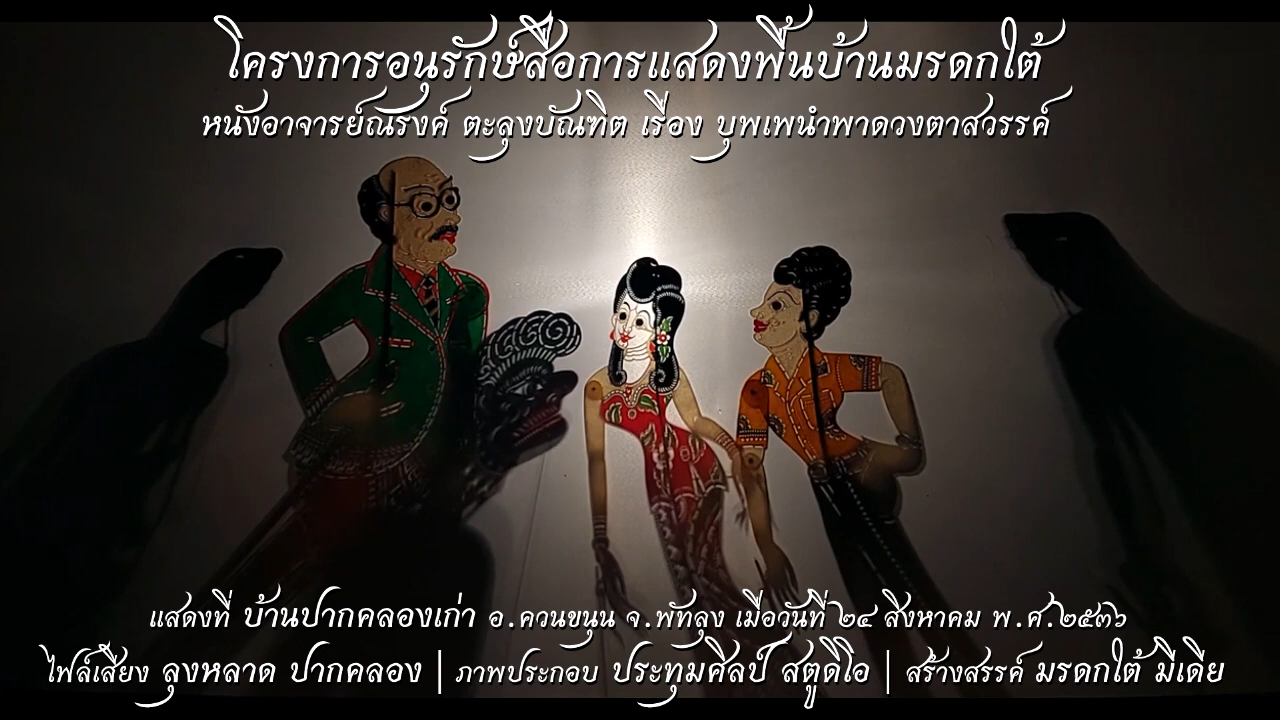 โครงการอนุรักษ์สื่อการแสดงพื้นบ้านมรดกใต้
หนังอาจารย์ณรงค์ ตะลุงบัณฑิต เรื่อง บุพเพนำพาดวงตาสวรรค์
แสดงที่ บ้านปากคลองเก่า อ.ควนขนุน จ.พัทลุง เมื่อวันที่ ๒๔ สิงหาคม พ.ศ.๒๕๓๖
ไฟล์เสียง ลุงหลาด ปากคลอง | ภาพประกอบ ประทุมศิลป์ สตูดิโอ | สร้างสรรค์ มรดกใต้ มีเดีย